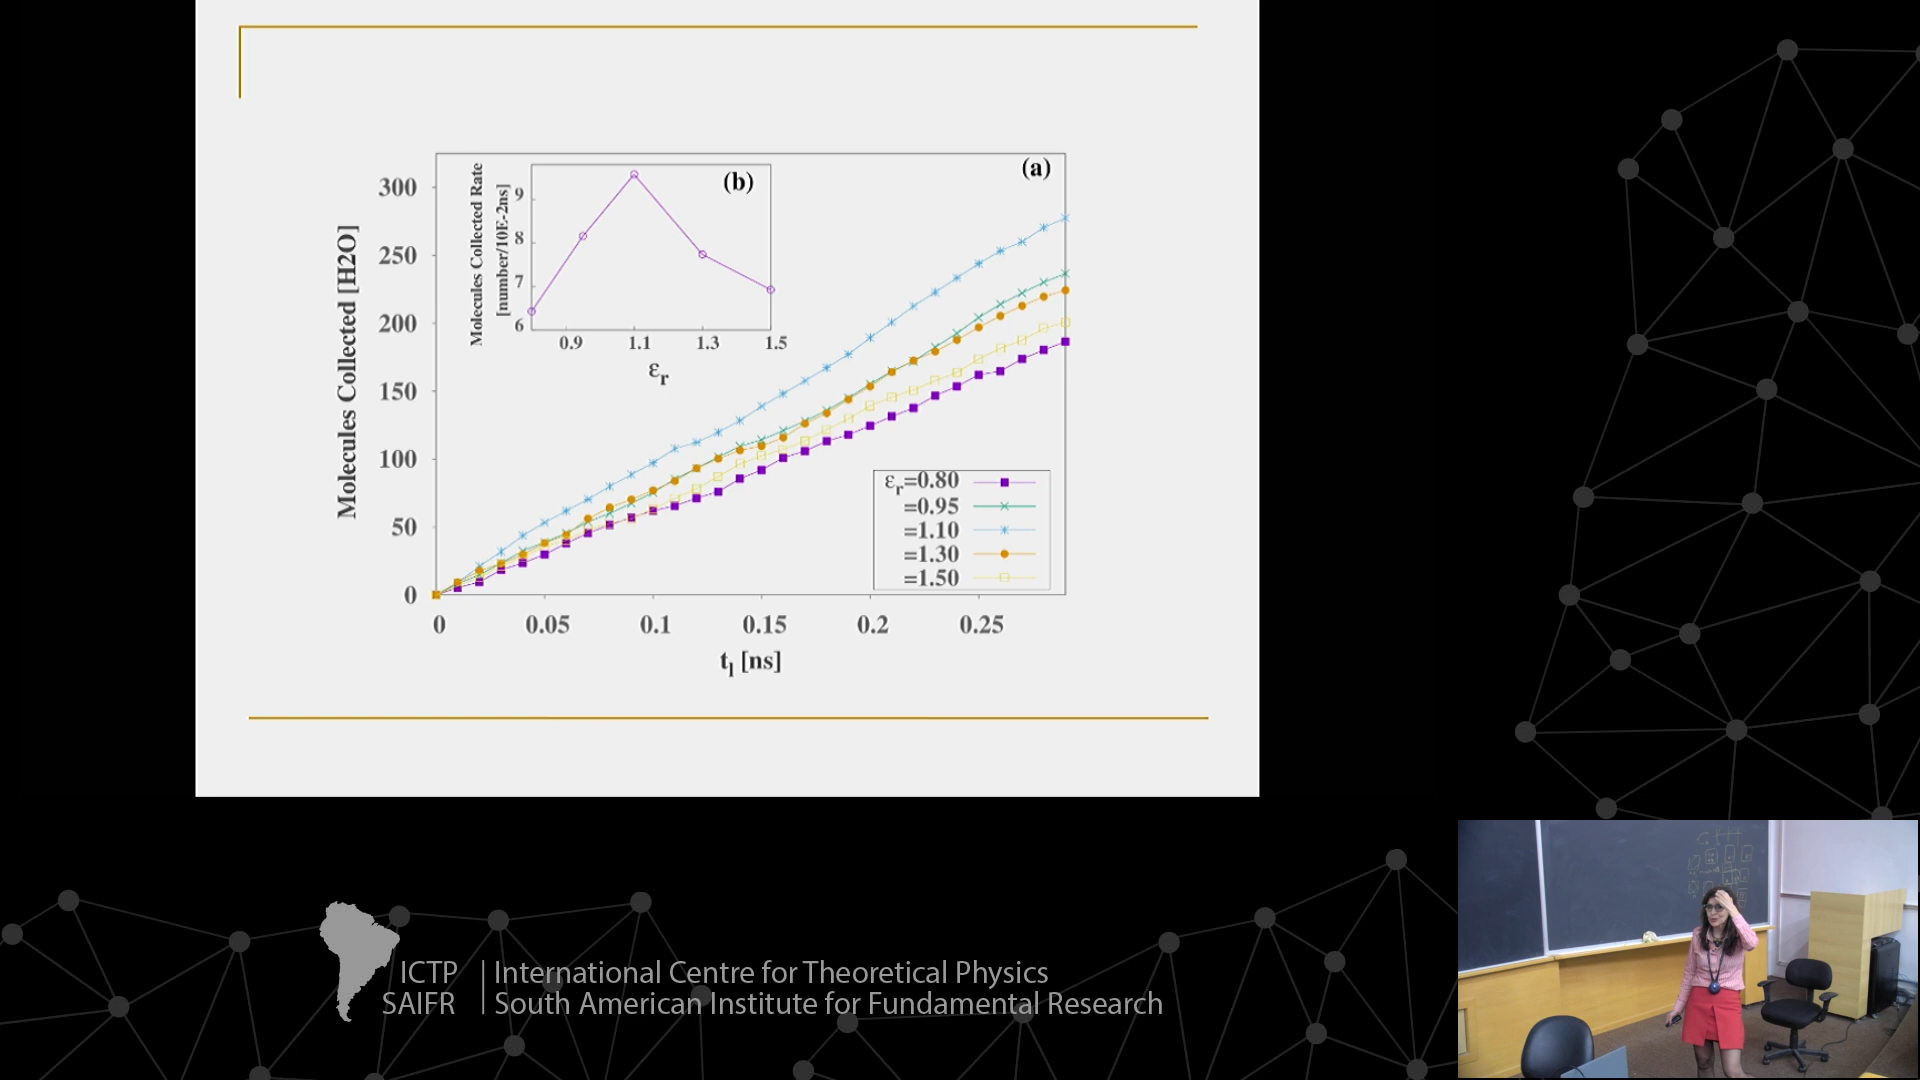 (a)
(b)
Molecules Collected Rate
[number/10E-2ns]
9
8
7
6
0.9 1.1 1.3 1.5
εr
Molecules Collected [H2O]
300
250
200
150
100
50
0
εr=0.80
=0.95
=1.10
=1.30
=1.50
0 0.05 0.1 0.15 0.2 0.25
tl [ns]
ICTP International Centre for Theoretical Physics
SAIFR South American Institute for Fundamental Research